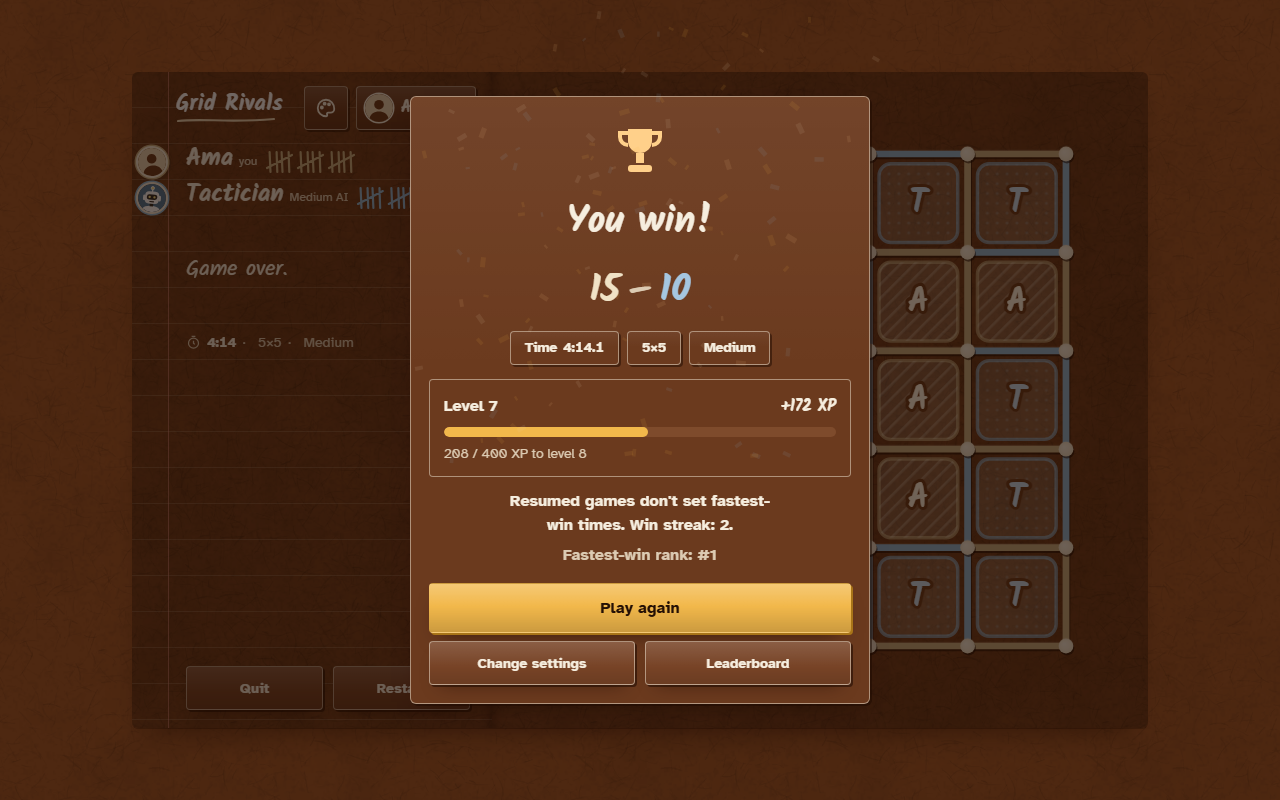 Grid Rivals
A
Ama you
Tactician Medium AI
Game over.
4:14 · 5×5 · Medium
Quit
You win!
15 – 10
Time 4:14.1
5×5
Medium
Level 7
+172 XP
208 / 400 XP to level 8
Resumed games don't set fastest-
win times. Win streak: 2.
Fastest-win rank: #1
Play again
Change settings
Leaderboard
T T
A A
A T
A T
T T